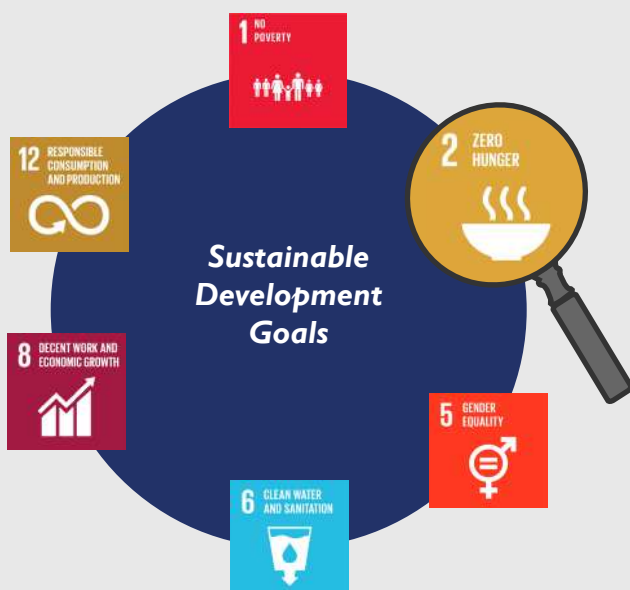 1 NO
POVERTY
2 ZERO
HUNGER
12 RESPONSIBLE
CONSUMPTION
AND PRODUCTION
Sustainable
Development
Goals
8 DECENT WORK AND
ECONOMIC GROWTH
5 GENDER
EQUALITY
6 CLEAN WATER
AND SANITATION